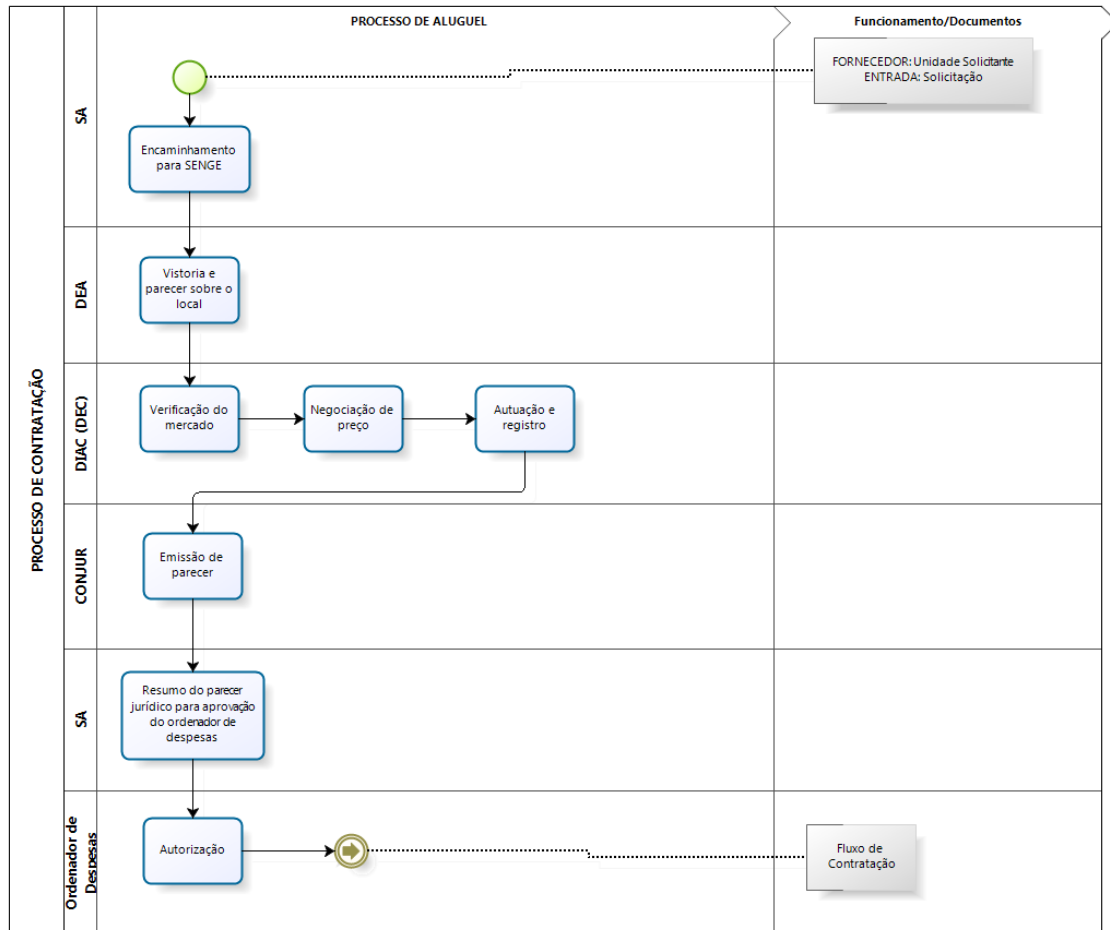 PROCESSO DE ALUGUEL
Funcionamento/Documentos
PROCESSO DE CONTRATAÇÃO
SA
FORNECEDOR: Unidade Solicitante
ENTRADA: Solicitação
Encaminhamento
para SENGE
DEA
Vistoria e
parecer sobre o
local
DIAC (DEC)
Verificação do
mercado
Negociação de
preço
Autuação e
registro
CONJUR
Emissão de
parecer
SA
Resumo do parecer
jurídico para aprovação
do ordenador de
despesas
Ordenador de
Despesas
Autorização
Fluxo de
Contratação